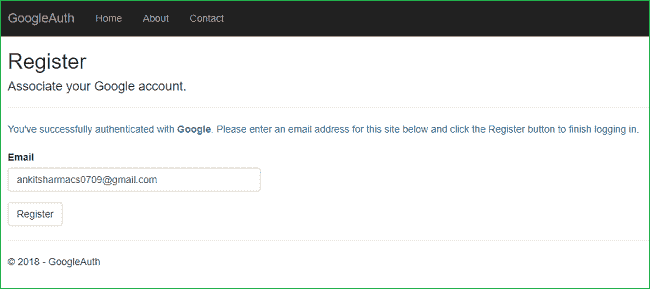 GoogleAuth Home About Contact
Register
Associate your Google account.
You've successfully authenticated with Google. Please enter an email address for this site below and click the Register button to finish logging in.
Email
ankitsharmacs0709@gmail.com
Register
© 2018 - GoogleAuth